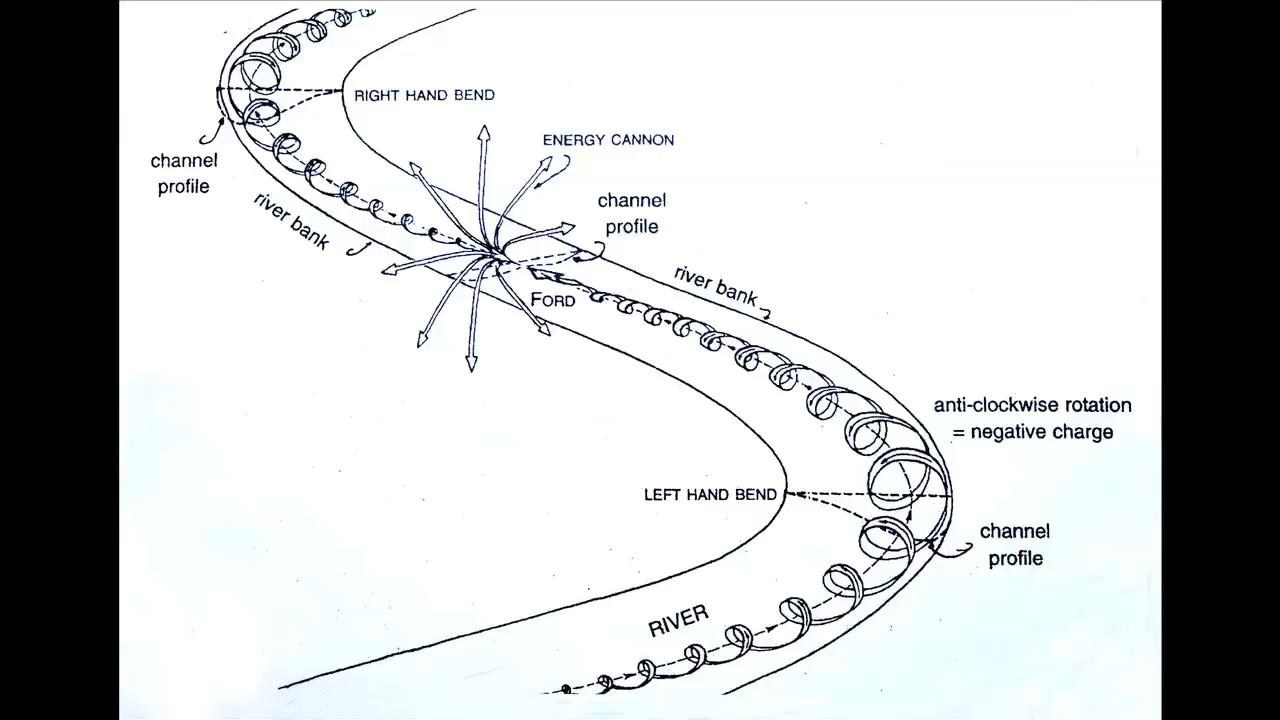 RIGHT HAND BEND
ENERGY CANNON
channel
profile
channel
profile
river bank
river bank
FORD
anti-clockwise rotation
= negative charge
LEFT HAND BEND
channel
profile
RIVER